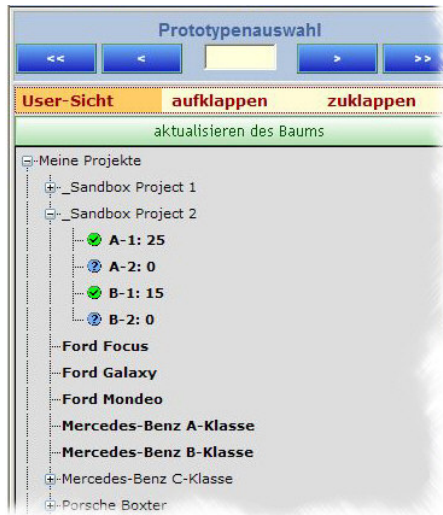 Prototypenauswahl
<< < > >>
User-Sicht aufklappen zuklappen
aktualisieren des Baums
Meine Projekte
_Sandbox Project 1
_Sandbox Project 2
A-1: 25
A-2: 0
B-1: 15
B-2: 0
Ford Focus
Ford Galaxy
Ford Mondeo
Mercedes-Benz A-Klasse
Mercedes-Benz B-Klasse
Mercedes-Benz C-Klasse
Porsche Boxter